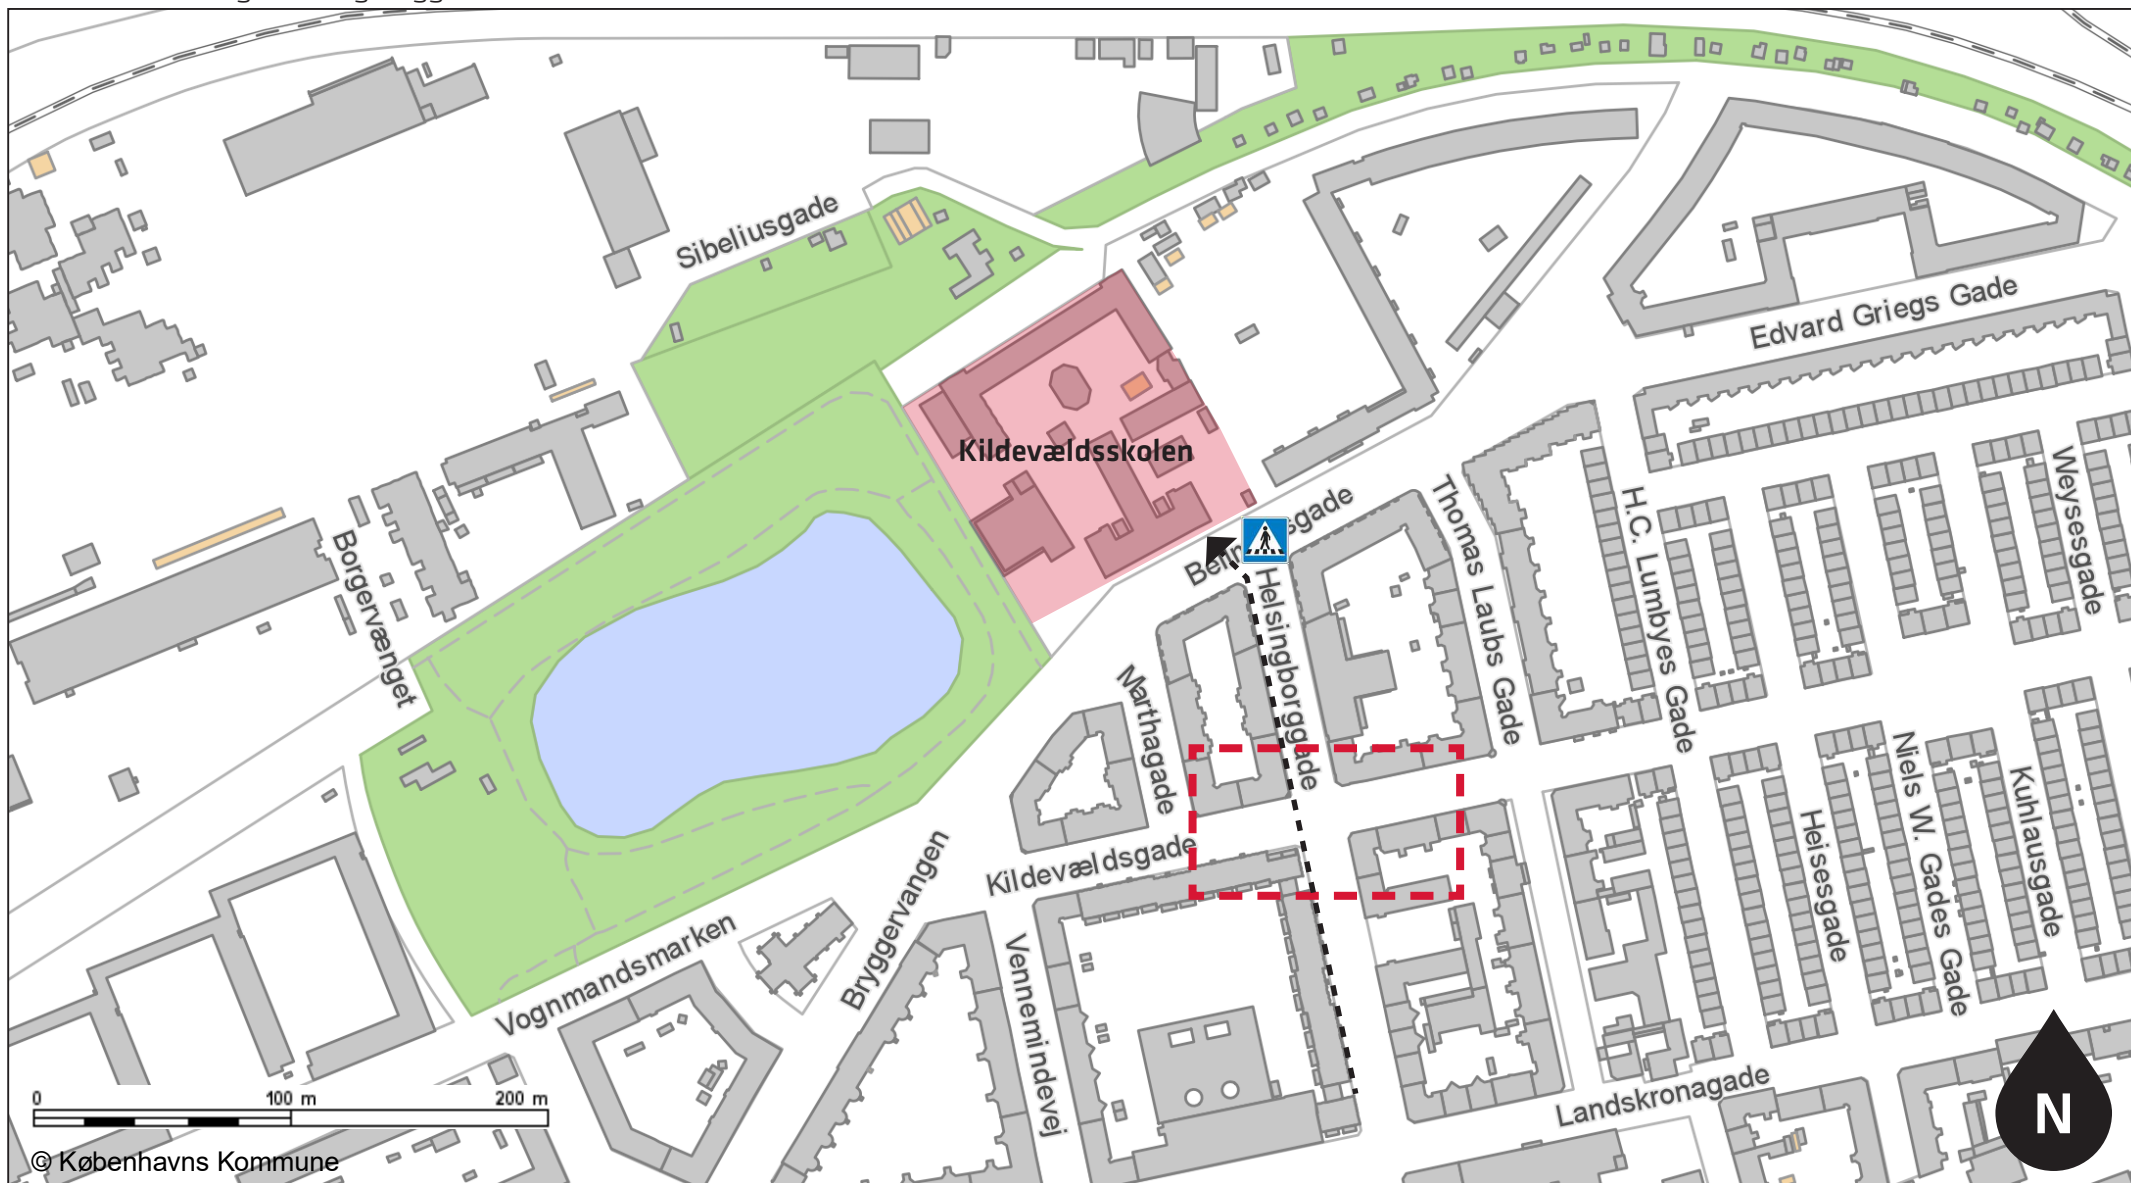 Sibeliusgade
Edvard Griegs Gade
Kildevældsskolen
Weysesgade
Thomas Laubs Gade
H.C. Lumbyes Gade
Borgervænget
Helsingborggade
Marthagade
Niels W. Gades Gade
Kuhlausgade
Heisesgade
Kildevældsgade
Bryggervangen
Vognmandsmarken
Vennemindevej
Landskronagade
0 100 m 200 m
N
© Københavns Kommune